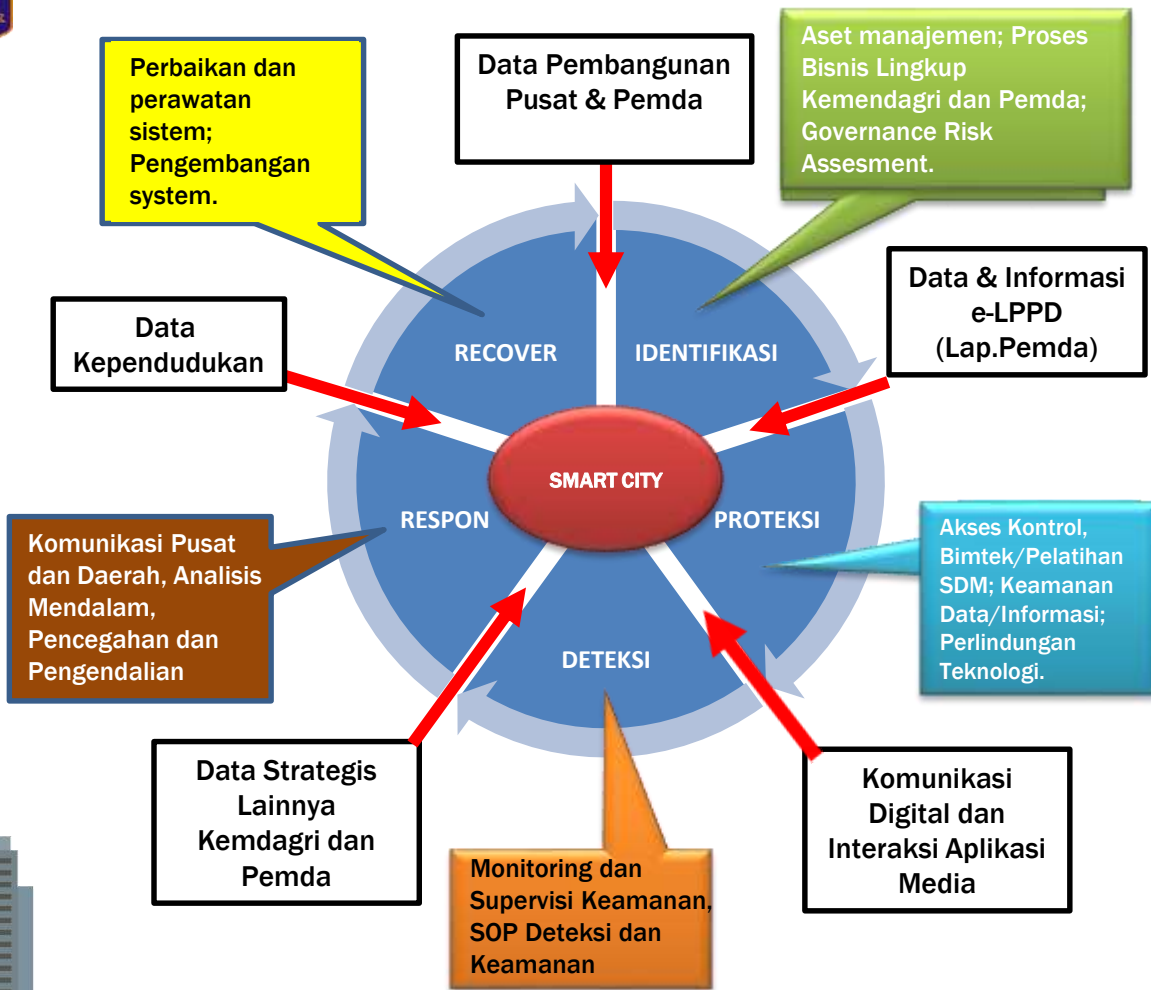 Perbaikan dan
perawatan
sistem;
Pengembangan
system.
Data Pembangunan
Pusat & Pemda
Aset manajemen; Proses
Bisnis Lingkup
Kemendagri dan Pemda;
Governance Risk
Assesment.
Data
Kependudukan
Data & Informasi
e-LPPD
(Lap.Pemda)
RECOVER
IDENTIFIKASI
SMART CITY
RESPON
PROTEKSI
DETEKSI
Komunikasi Pusat
dan Daerah, Analisis
Mendalam,
Pencegahan dan
Pengendalian
Akses Kontrol,
Bimtek/Pelatihan
SDM; Keamanan
Data/Informasi;
Perlindungan
Teknologi.
Data Strategis
Lainnya
Kemdagri dan
Pemda
Monitoring dan
Supervisi Keamanan,
SOP Deteksi dan
Keamanan
Komunikasi
Digital dan
Interaksi Aplikasi
Media